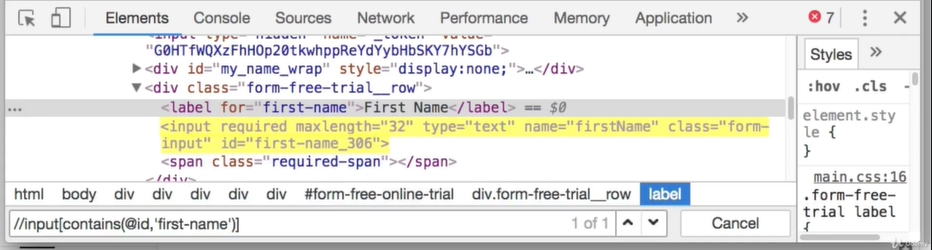 Elements Console Sources Network Performance Memory Application » 7
"G0HTfWQXzFhHOp20tkwhppReYdYybHbSKY7hYSGb">
▶<div id="my_name_wrap" style="display:none;">…</div>
▼<div class="form-free-trial__row">
… <label for="first-name">First Name</label> == $0
<input required maxlength="32" type="text" name="firstName" class="form-
input" id="first-name_306">
<span class="required-span"></span>
</div>
html body div div div div #form-free-online-trial div.form-free-trial__row label
//input[contains(@id,'first-name')] 1 of 1 Cancel
Styles »
:hov .cls
element.sty
le {
}
main.css:16
.form-free-
trial label
{